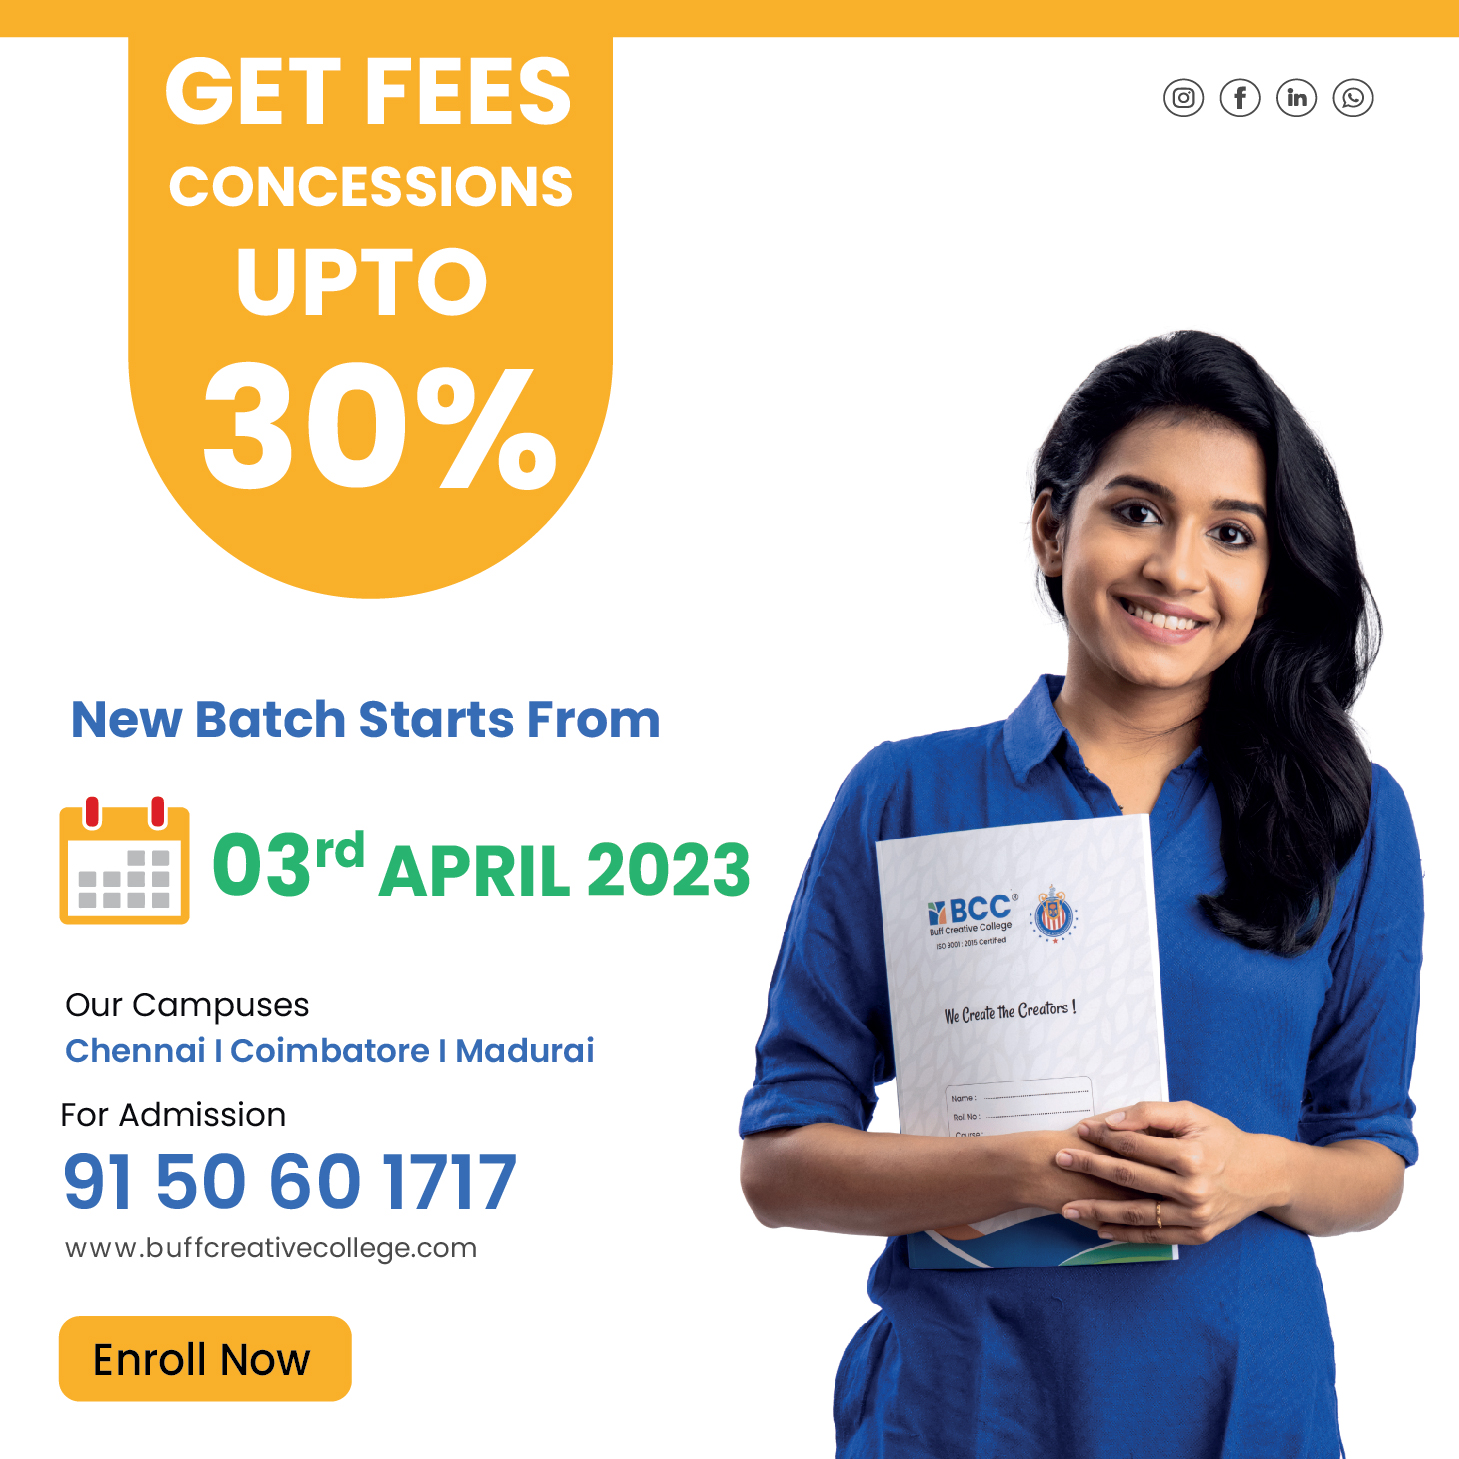 GET FEES
CONCESSIONS
UPTO
30%
New Batch Starts From
03rd APRIL 2023
Our Campuses
Chennai I Coimbatore I Madurai
For Admission
91 50 60 1717
www.buffcreativecollege.com
Enroll Now
BCC®
Buff Creative College
ISO 9001 : 2015 Certified
We Create the Creators !
Name :
Rol No :
Course: